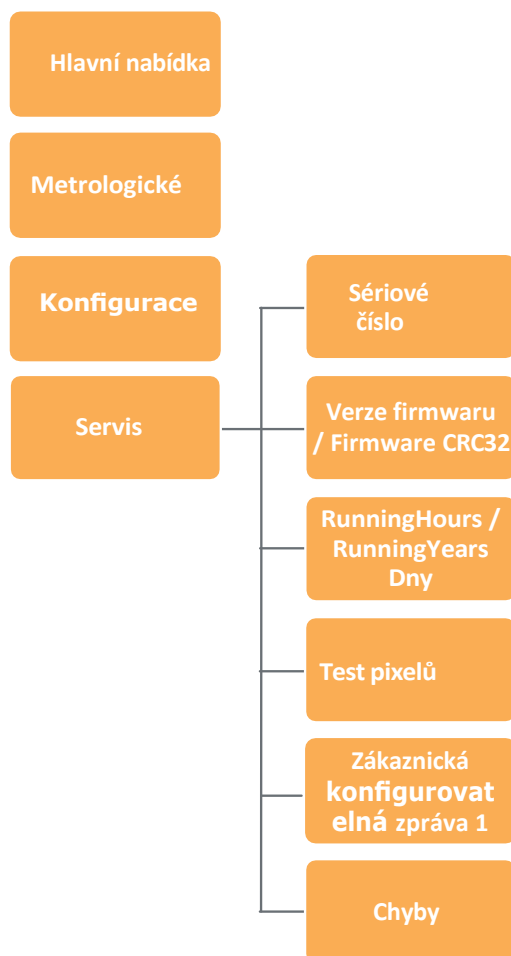 Hlavní nabídka
Metrologické
Konfigurace
Servis
Sériové
číslo
Verze firmwaru
/ Firmware CRC32
RunningHours /
RunningYears
Dny
Test pixelů
Zákaznická
konfigurovat
elná zpráva 1
Chyby